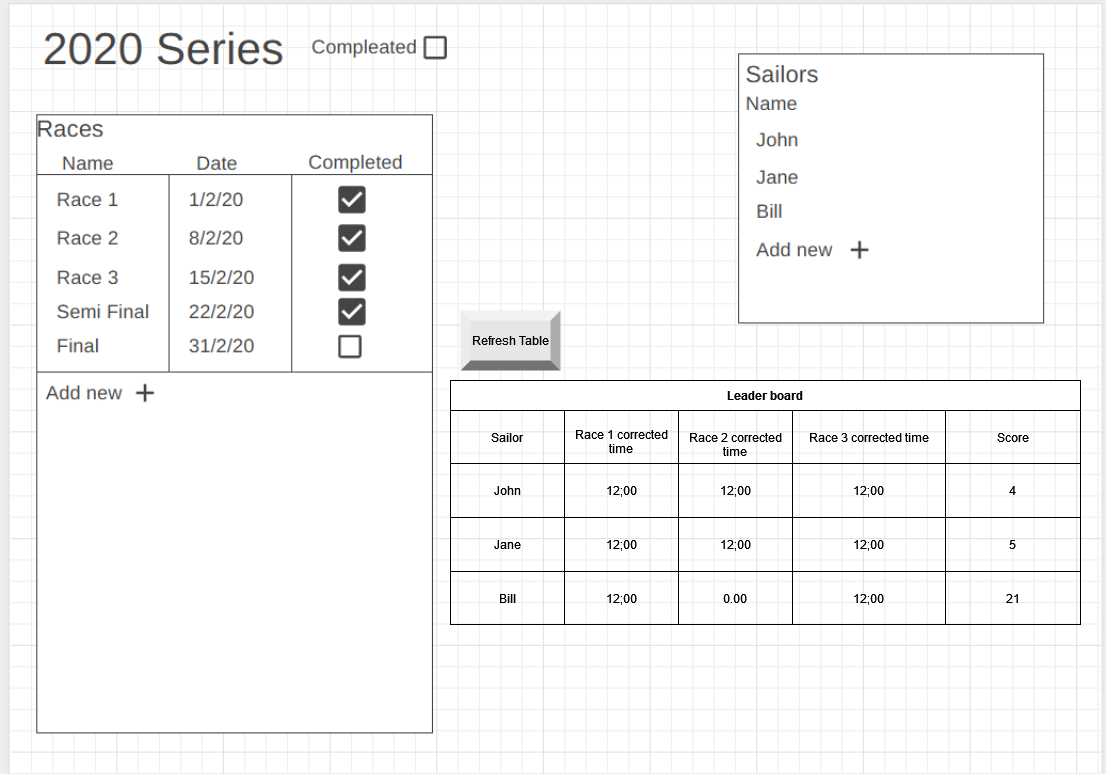 2020 Series Compleated
Races
Name Date Completed
Race 1 1/2/20
Race 2 8/2/20
Race 3 15/2/20
Semi Final 22/2/20
Final 31/2/20
Add new +
Sailors
Name
John
Jane
Bill
Add new +
Refresh Table
Leader board
Sailor Race 1 corrected time Race 2 corrected time Race 3 corrected time Score
John 12;00 12;00 12;00 4
Jane 12;00 12;00 12;00 5
Bill 12;00 0.00 12;00 21